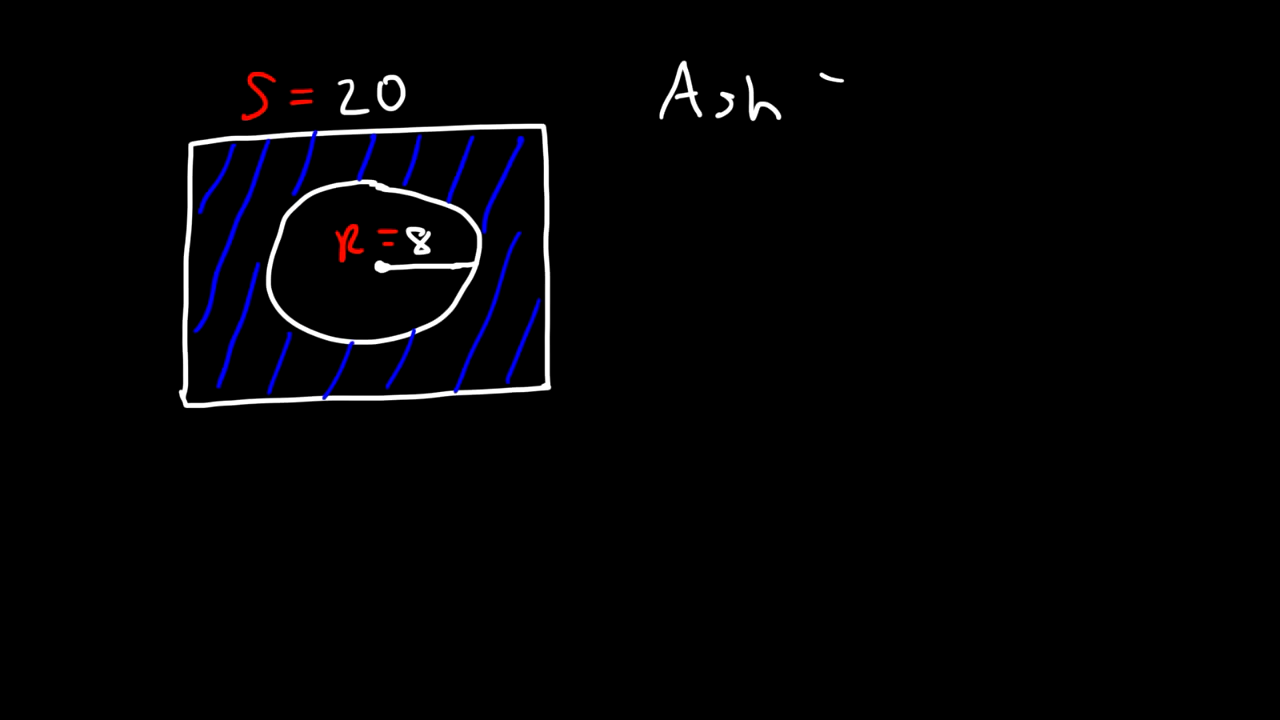 S = 20
Ash -
R = 8